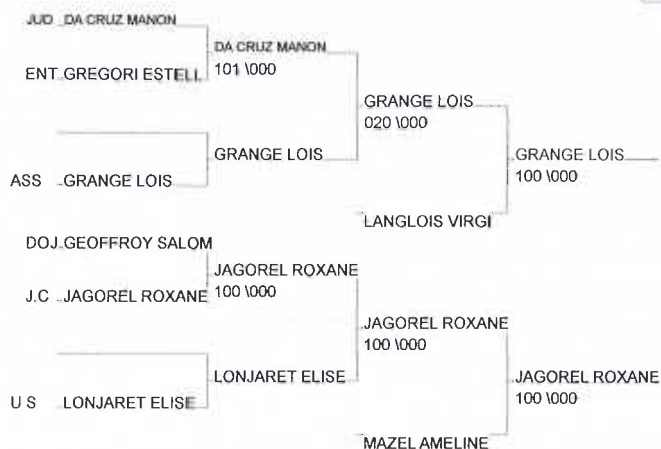 JUD DA CRUZ MANON
DA CRUZ MANON
101 \000
ENT GREGORI ESTELL
GRANGE LOIS
020 \000
GRANGE LOIS
GRANGE LOIS
100 \000
ASS GRANGE LOIS
LANGLOIS VIRGI
DOJ GEOFFROY SALOM
JAGOREL ROXANE
100 \000
J.C JAGOREL ROXANE
JAGOREL ROXANE
100 \000
LONJARET ELISE
JAGOREL ROXANE
100 \000
U S LONJARET ELISE
MAZEL AMELINE